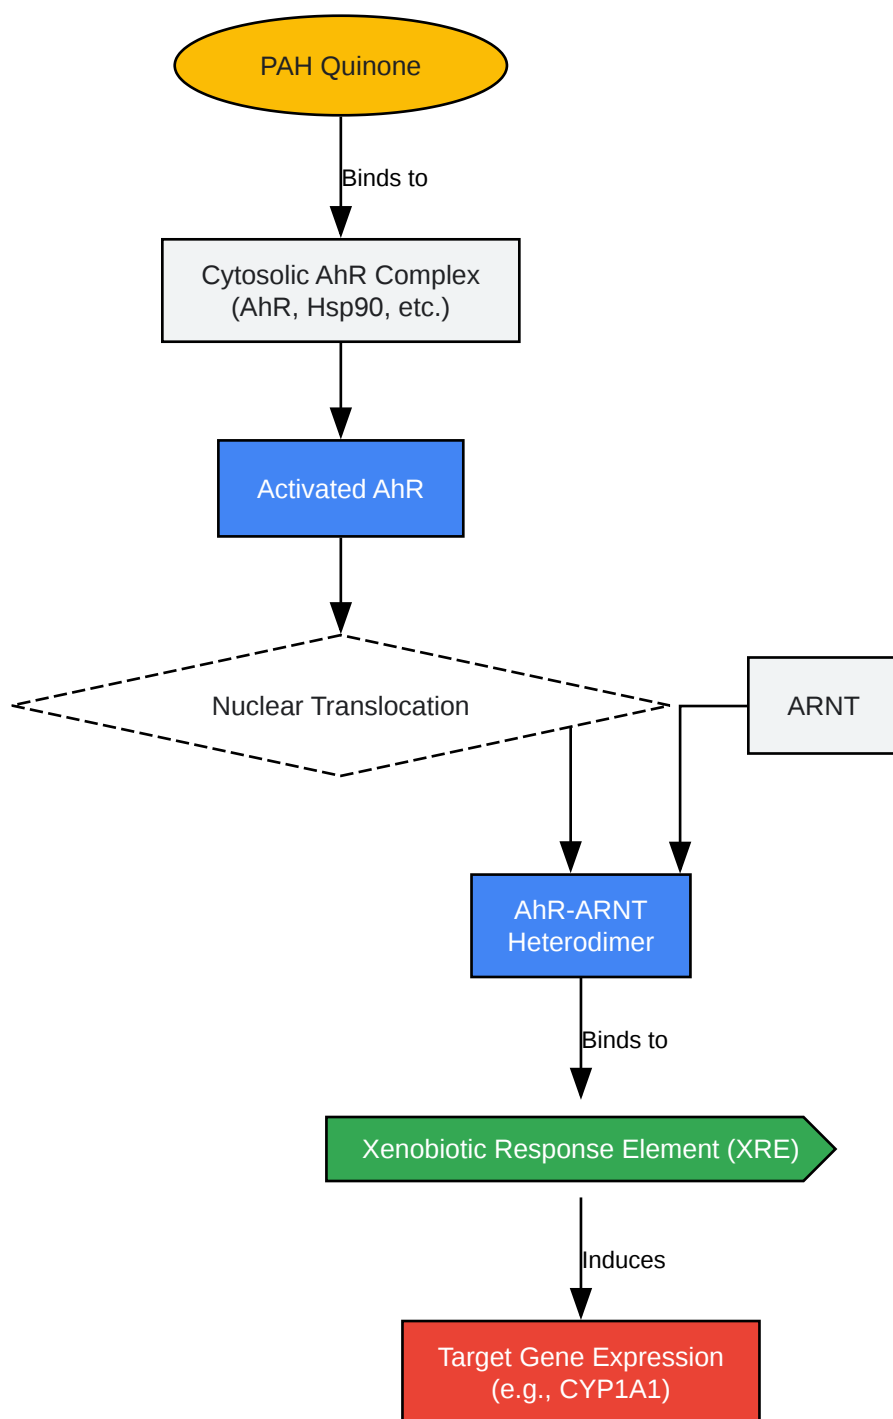 PAH Quinone
Binds to
Cytosolic AhR Complex
(AhR, Hsp90, etc.)
Activated AhR
Nuclear Translocation
ARNT
AhR-ARNT
Heterodimer
Binds to
Xenobiotic Response Element (XRE)
Induces
Target Gene Expression
(e.g., CYP1A1)